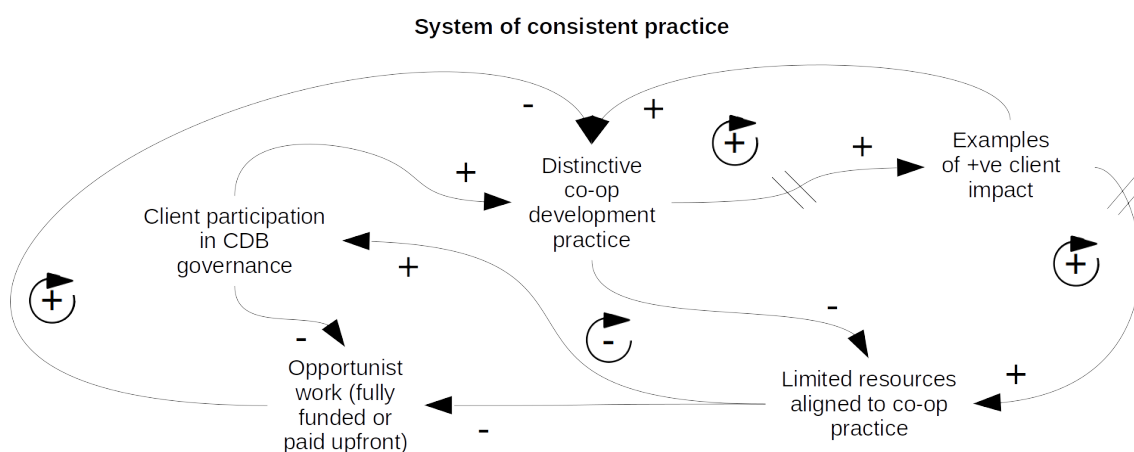 System of consistent practice
-
+
+
+
Examples
of +ve client
impact
Distinctive
co-op
development
practice
+
Client participation
in CDB
governance
+
+
+
-
-
-
Opportunist
work (fully
funded or
paid upfront)
-
Limited resources
aligned to co-op
practice
+